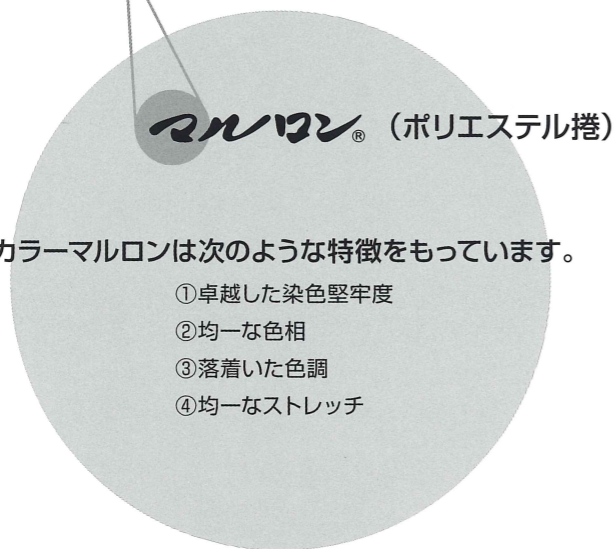 マルロン® (ポリエステル捲)
カラーマルロンは次のような特徴をもっています。
①卓越した染色堅牢度
②均一な色相
③落着いた色調
④均一なストレッチ